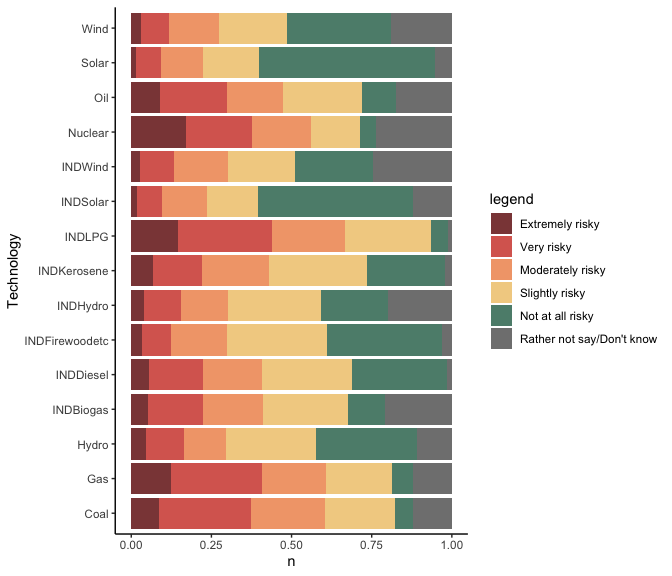 Wind
Solar
Oil
Nuclear
INDWind
INDSolar
INDLPG
INDKerosene
INDHydro
INDFirewoodetc
INDDiesel
INDBiogas
Hydro
Gas
Coal
Technology
0.00 0.25 0.50 0.75 1.00
n
legend
Extremely risky
Very risky
Moderately risky
Slightly risky
Not at all risky
Rather not say/Don't know